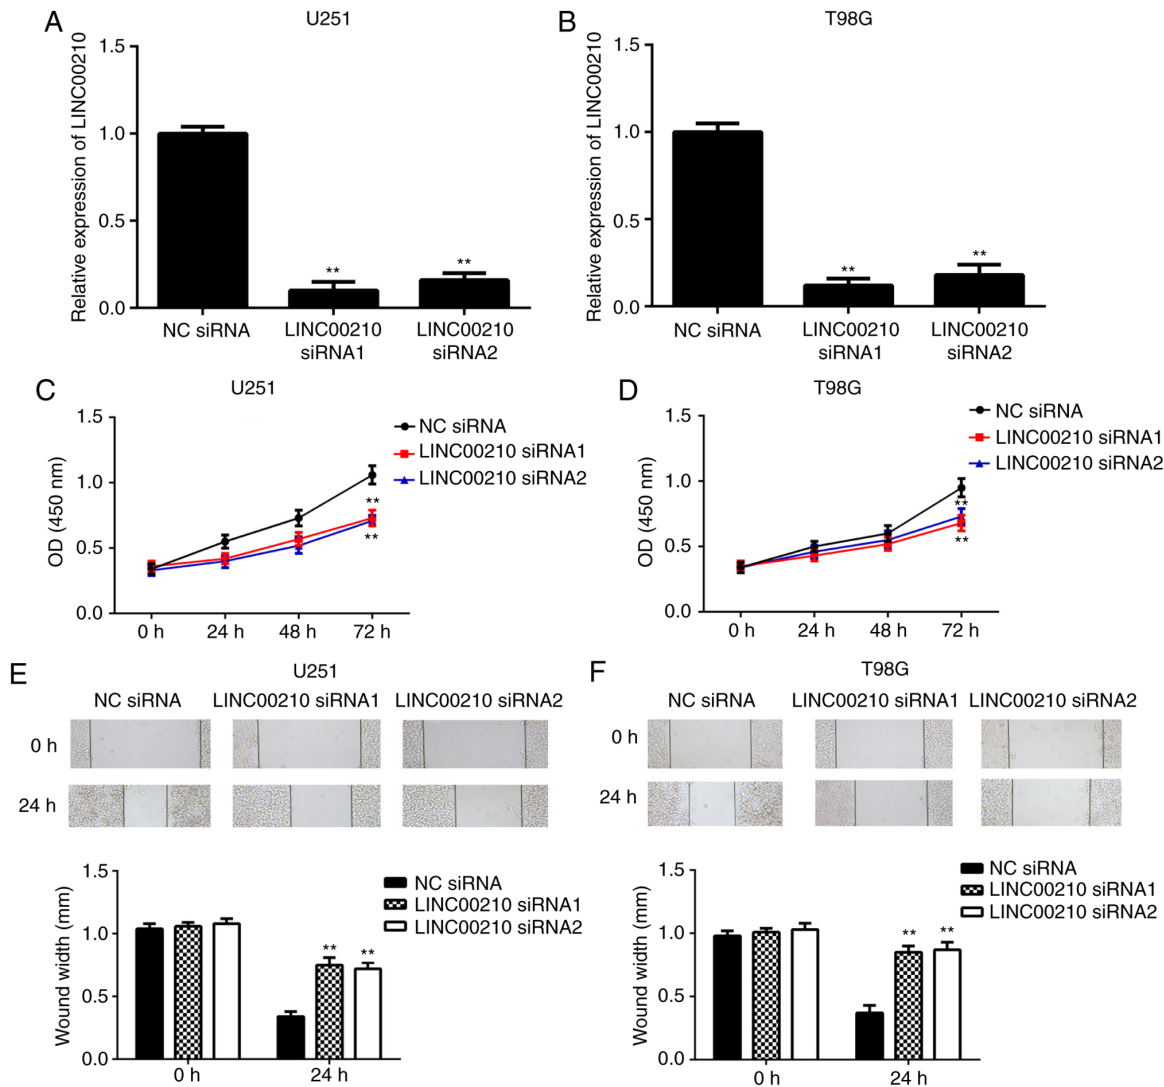 A
U251
Relative expression of LINC00210
1.5
1.0
0.5
0.0
**
**
NC siRNA
LINC00210
siRNA1
LINC00210
siRNA2
B
T98G
Relative expression of LINC00210
1.5
1.0
0.5
0.0
**
**
NC siRNA
LINC00210
siRNA1
LINC00210
siRNA2
C
U251
OD (450 nm)
1.5
1.0
0.5
0.0
NC siRNA
LINC00210 siRNA1
LINC00210 siRNA2
**
**
0 h
24 h
48 h
72 h
D
T98G
OD (450 nm)
1.5
1.0
0.5
0.0
NC siRNA
LINC00210 siRNA1
LINC00210 siRNA2
**
**
0 h
24 h
48 h
72 h
E
U251
NC siRNA
LINC00210 siRNA1
LINC00210 siRNA2
0 h
24 h
Wound width (mm)
1.5
1.0
0.5
0.0
NC siRNA
LINC00210 siRNA1
LINC00210 siRNA2
**
**
0 h
24 h
F
T98G
NC siRNA
LINC00210 siRNA1
LINC00210 siRNA2
0 h
24 h
Wound width (mm)
1.5
1.0
0.5
0.0
NC siRNA
LINC00210 siRNA1
LINC00210 siRNA2
**
**
0 h
24 h